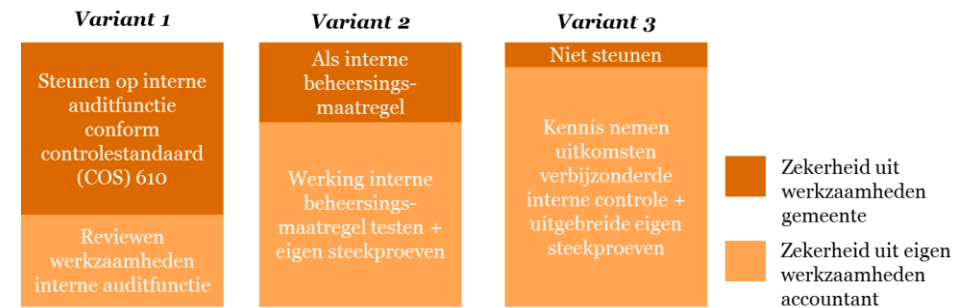 Variant 1
Steunen op interne
auditfunctie
conform
controlestandaard
(COS) 610
Reviewen
werkzaamheden
interne auditfunctie
Variant 2
Als interne
beheersings-
maatregel
Werking interne
beheersings-
maatregel testen +
eigen steekproeven
Variant 3
Niet steunen
Kennis nemen
uitkomsten
verbijzonderde
interne controle +
uitgebreide eigen
steekproeven
Zekerheid uit
werkzaamheden
gemeente
Zekerheid uit eigen
werkzaamheden
accountant